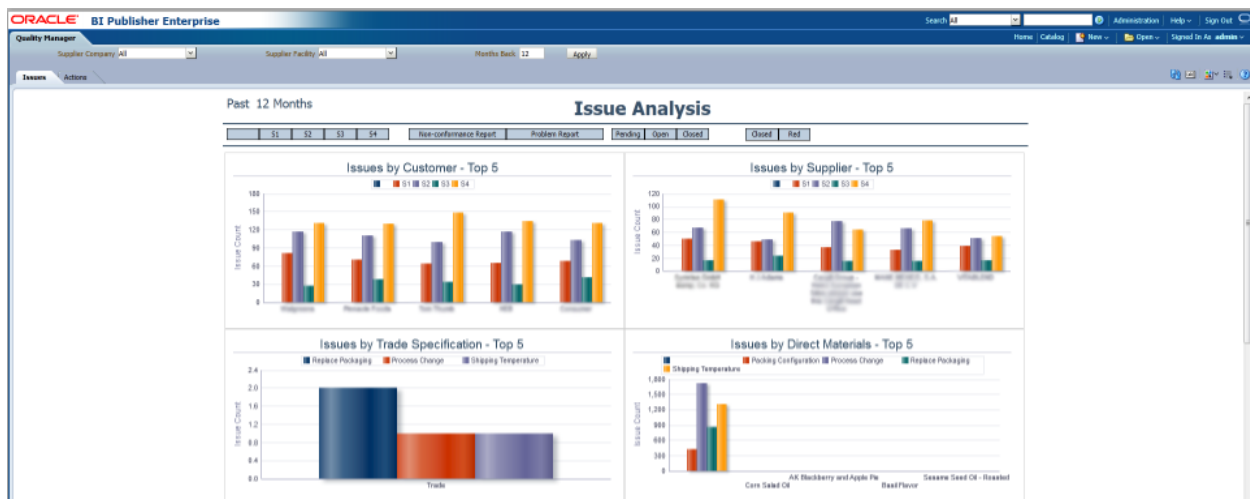 ORACLE BI Publisher Enterprise Search All Administration Help Sign Out
Quality Manager Home Catalog New Open Signed In As admin
Supplier Company All Supplier Facility All Months Back 12 Apply
Issues Actions
Past 12 Months
Issue Analysis
S1 S2 S3 S4 Non-conformance Report Problem Report Pending Open Closed Closed Red
Issues by Customer - Top 5
S1 S2 S3 S4
180
150
120
90
60
30
0
Issue Count
Issues by Supplier - Top 5
S1 S2 S3 S4
120
100
80
60
40
20
0
Issue Count
Issues by Trade Specification - Top 5
Replace Packaging Process Change Shipping Temperature
2.4
2.0
1.6
1.2
0.8
0.4
0.0
Issue Count
Trade
Issues by Direct Materials - Top 5
Packing Configuration Process Change Replace Packaging
Shipping Temperature
1,800
1,500
1,200
900
600
300
0
Issue Count
AK Blackberry and Apple Pie Sesame Seed Oil - Roasted
Corn Salad Oil Basil Flavor